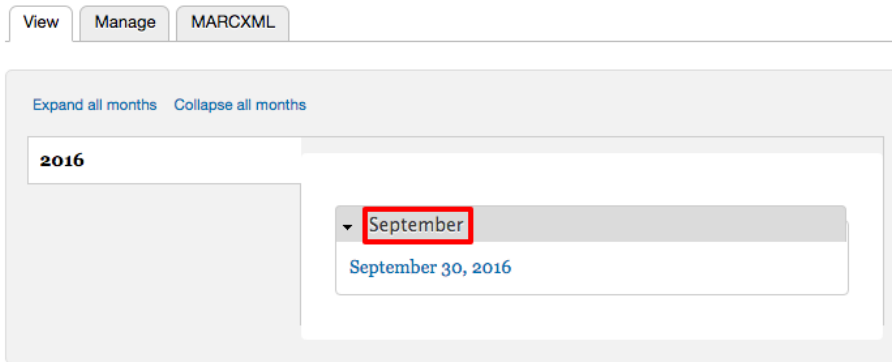 View Manage MARCXML
Expand all months Collapse all months
2016
September
September 30, 2016